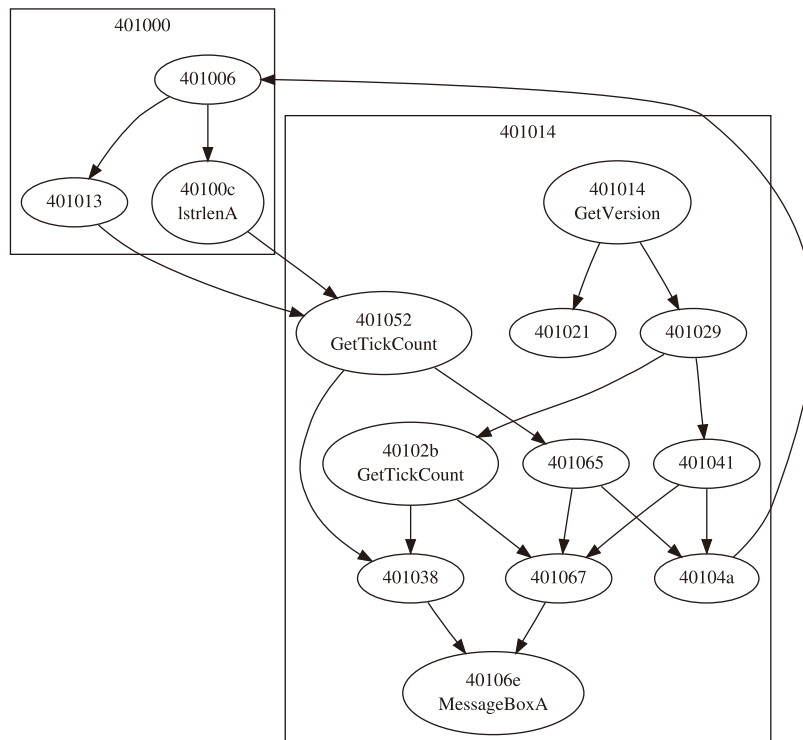 401000
401006
401013
40100c
lstrlenA
401014
401014
GetVersion
401052
GetTickCount
401021
401029
40102b
GetTickCount
401065
401041
401038
401067
40104a
40106e
MessageBoxA